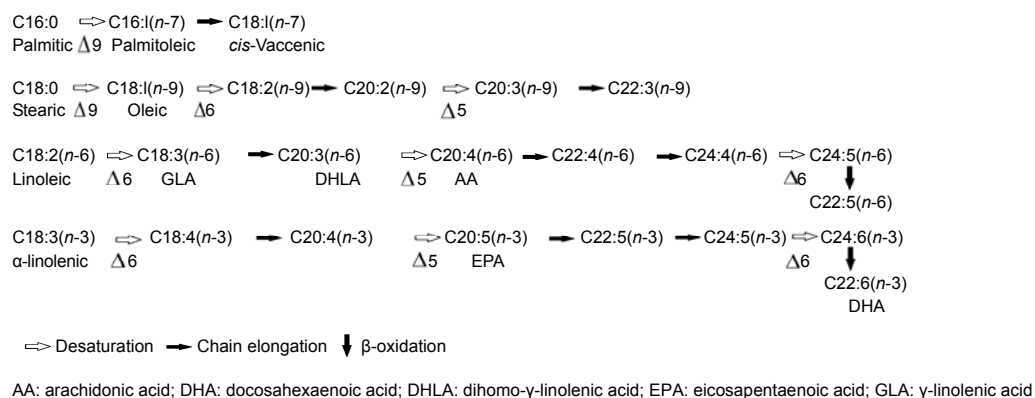 C16:0 ⇨ C16:l(n-7) → C18:l(n-7)
Palmitic Δ9 Palmitoleic cis-Vaccenic
C18:0 ⇨ C18:l(n-9) ⇨ C18:2(n-9) → C20:2(n-9) ⇨ C20:3(n-9) → C22:3(n-9)
Stearic Δ9 Oleic Δ6 Δ5
C18:2(n-6) ⇨ C18:3(n-6) → C20:3(n-6) ⇨ C20:4(n-6) → C22:4(n-6) → C24:4(n-6) ⇨ C24:5(n-6)
Linoleic Δ6 GLA DHLA Δ5 AA Δ6
C22:5(n-6)
C18:3(n-3) ⇨ C18:4(n-3) → C20:4(n-3) ⇨ C20:5(n-3) → C22:5(n-3) → C24:5(n-3) ⇨ C24:6(n-3)
α-linolenic Δ6 Δ5 EPA Δ6
C22:6(n-3)
DHA
⇨ Desaturation → Chain elongation ↓ β-oxidation
AA: arachidonic acid; DHA: docosahexaenoic acid; DHLA: dihomo-γ-linolenic acid; EPA: eicosapentaenoic acid; GLA: γ-linolenic acid